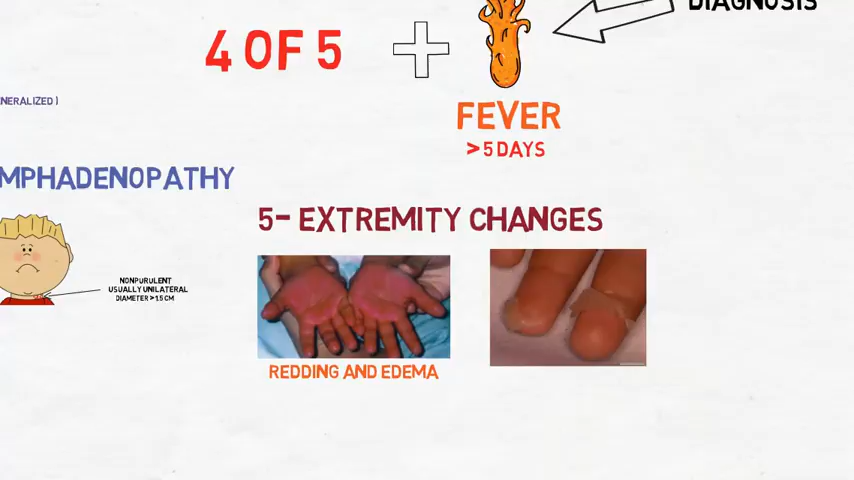 DIAGNOSIS
4 OF 5
FEVER
>5 DAYS
NERALIZED )
MPHADENOPATHY
5- EXTREMITY CHANGES
NONPURULENT
USUALLY UNILATERAL
DIAMETER >1.5 CM
REDDING AND EDEMA